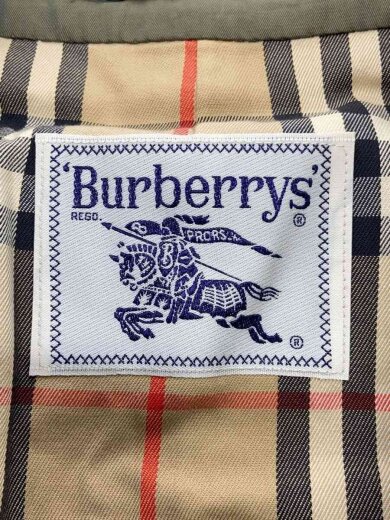 'Burberrys'
REGD.
®
PRORSUM
®